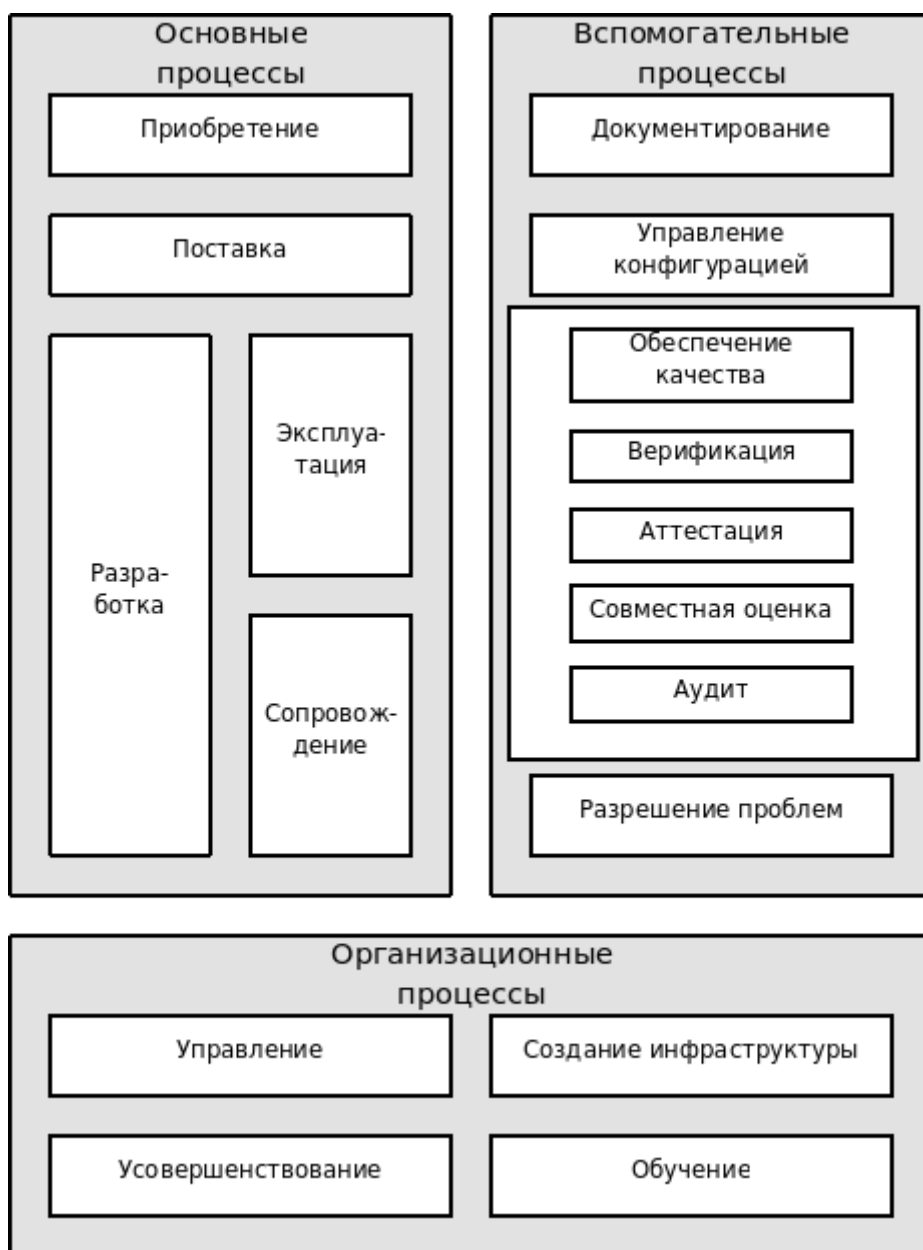 Основные
процессы
Приобретение
Поставка
Разра-
ботка
Эксплуа-
тация
Сопровож-
дение
Вспомогательные
процессы
Документирование
Управление
конфигурацией
Обеспечение
качества
Верификация
Аттестация
Совместная оценка
Аудит
Разрешение проблем
Организационные
процессы
Управление
Создание инфраструктуры
Усовершенствование
Обучение